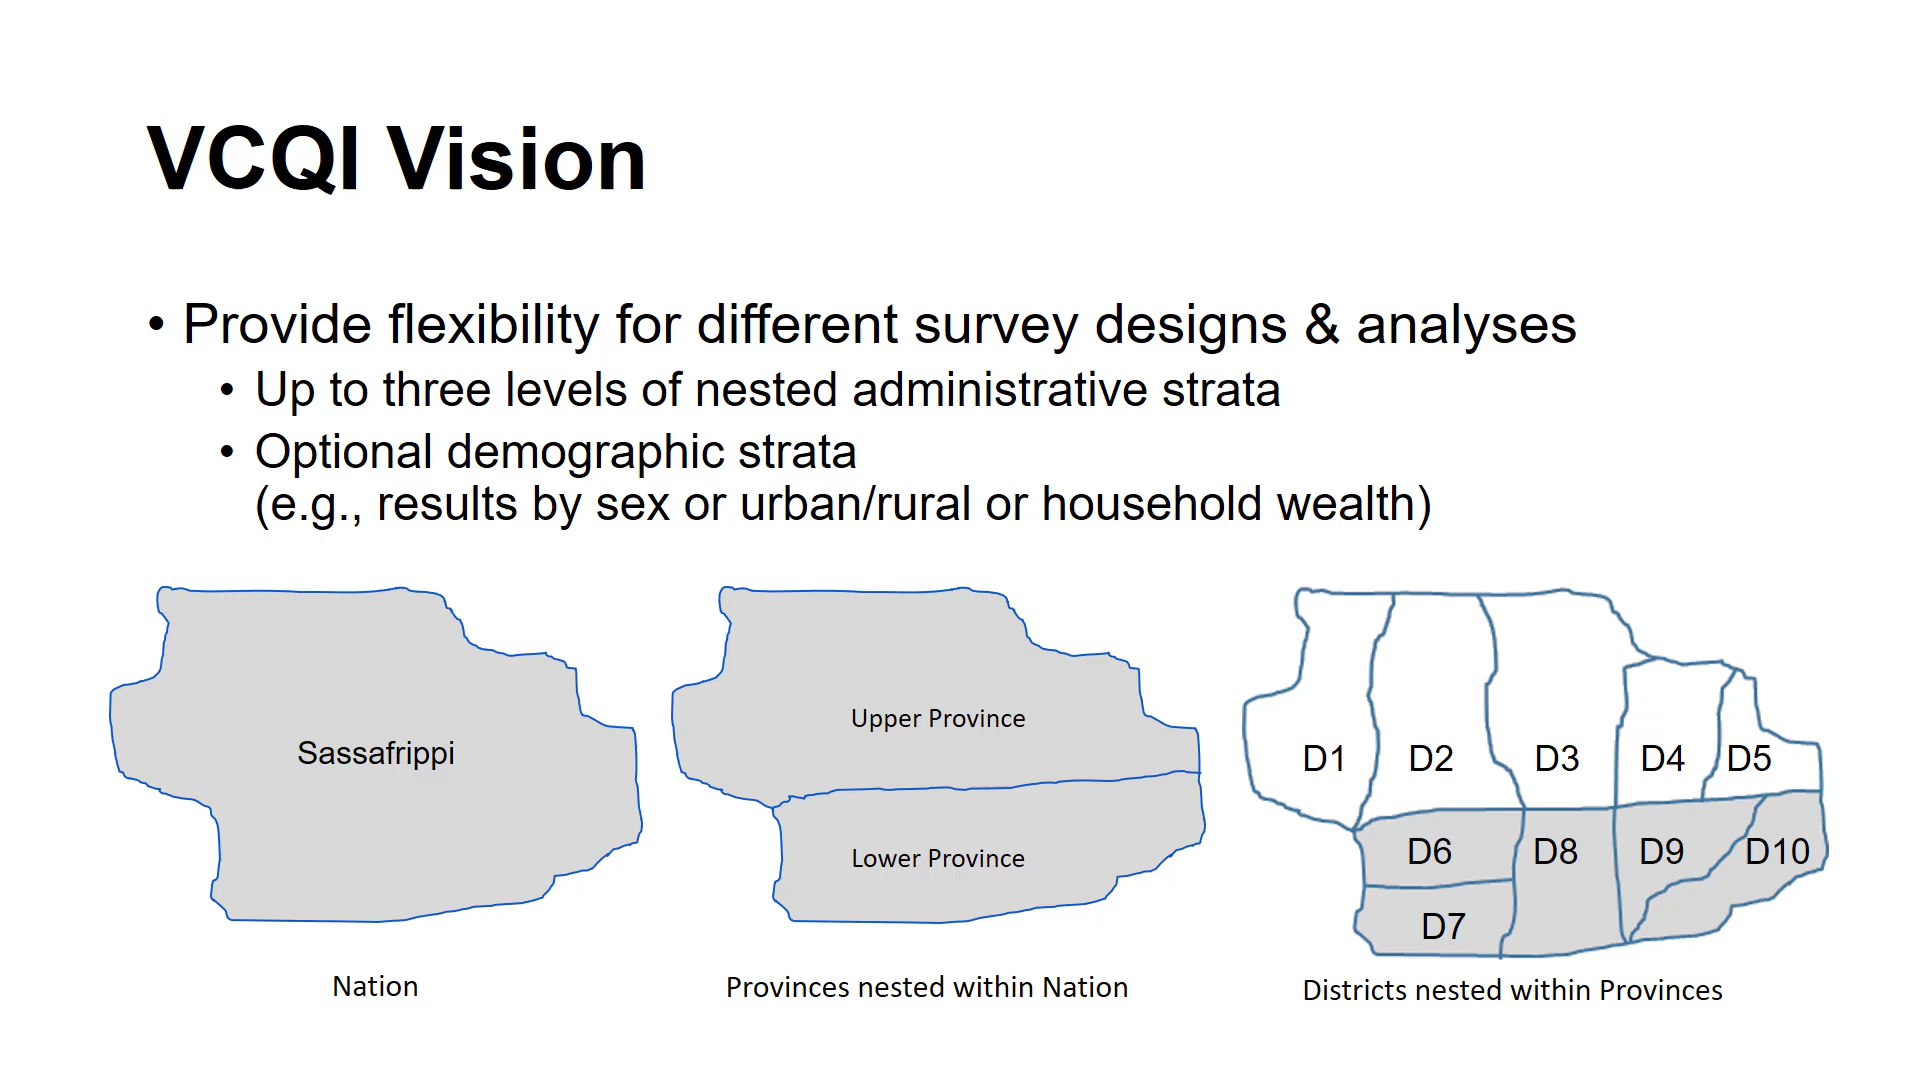 VCQI Vision
• Provide flexibility for different survey designs & analyses
• Up to three levels of nested administrative strata
• Optional demographic strata
(e.g., results by sex or urban/rural or household wealth)
Sassafrippi
Nation
Upper Province
Lower Province
Provinces nested within Nation
D1 D2 D3 D4 D5
D6 D8 D9 D10
D7
Districts nested within Provinces